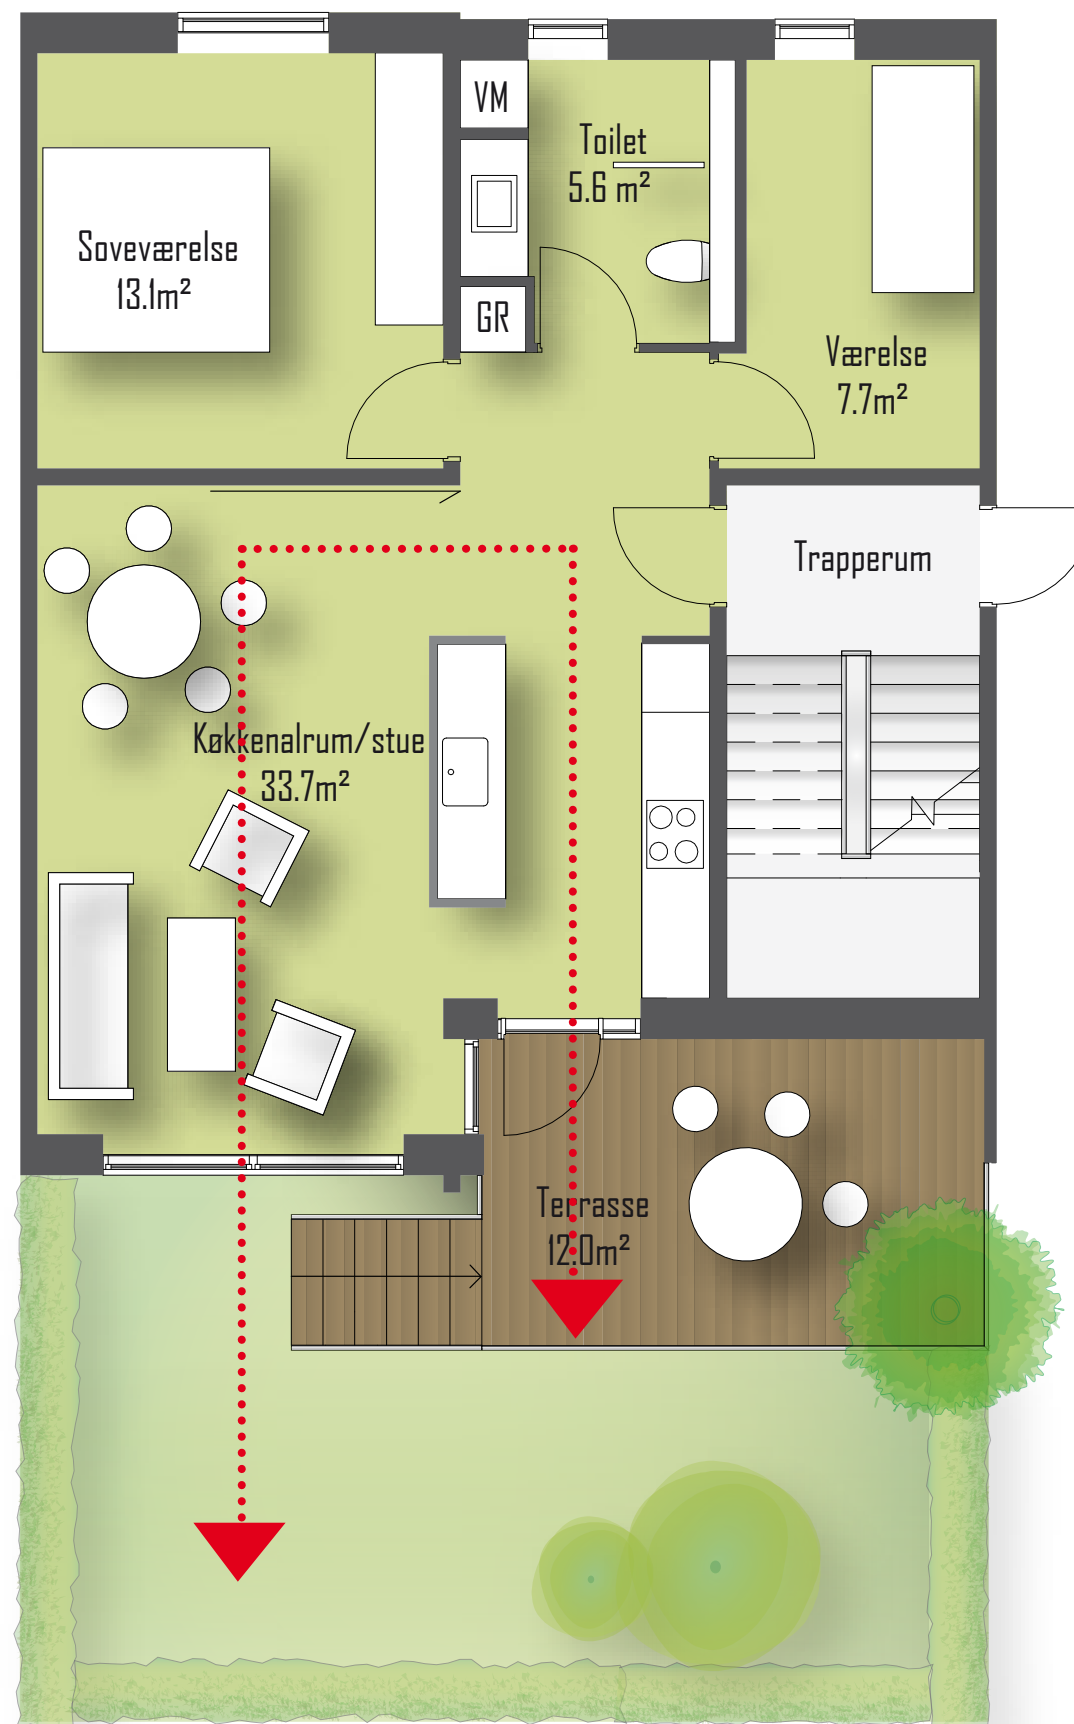 VM
Toilet
5.6 m²
Soveværelse
13.1m²
GR
Værelse
7.7m²
Trapperum
Køkkenalrum/stue
33.7m²
Terrasse
12.0m²